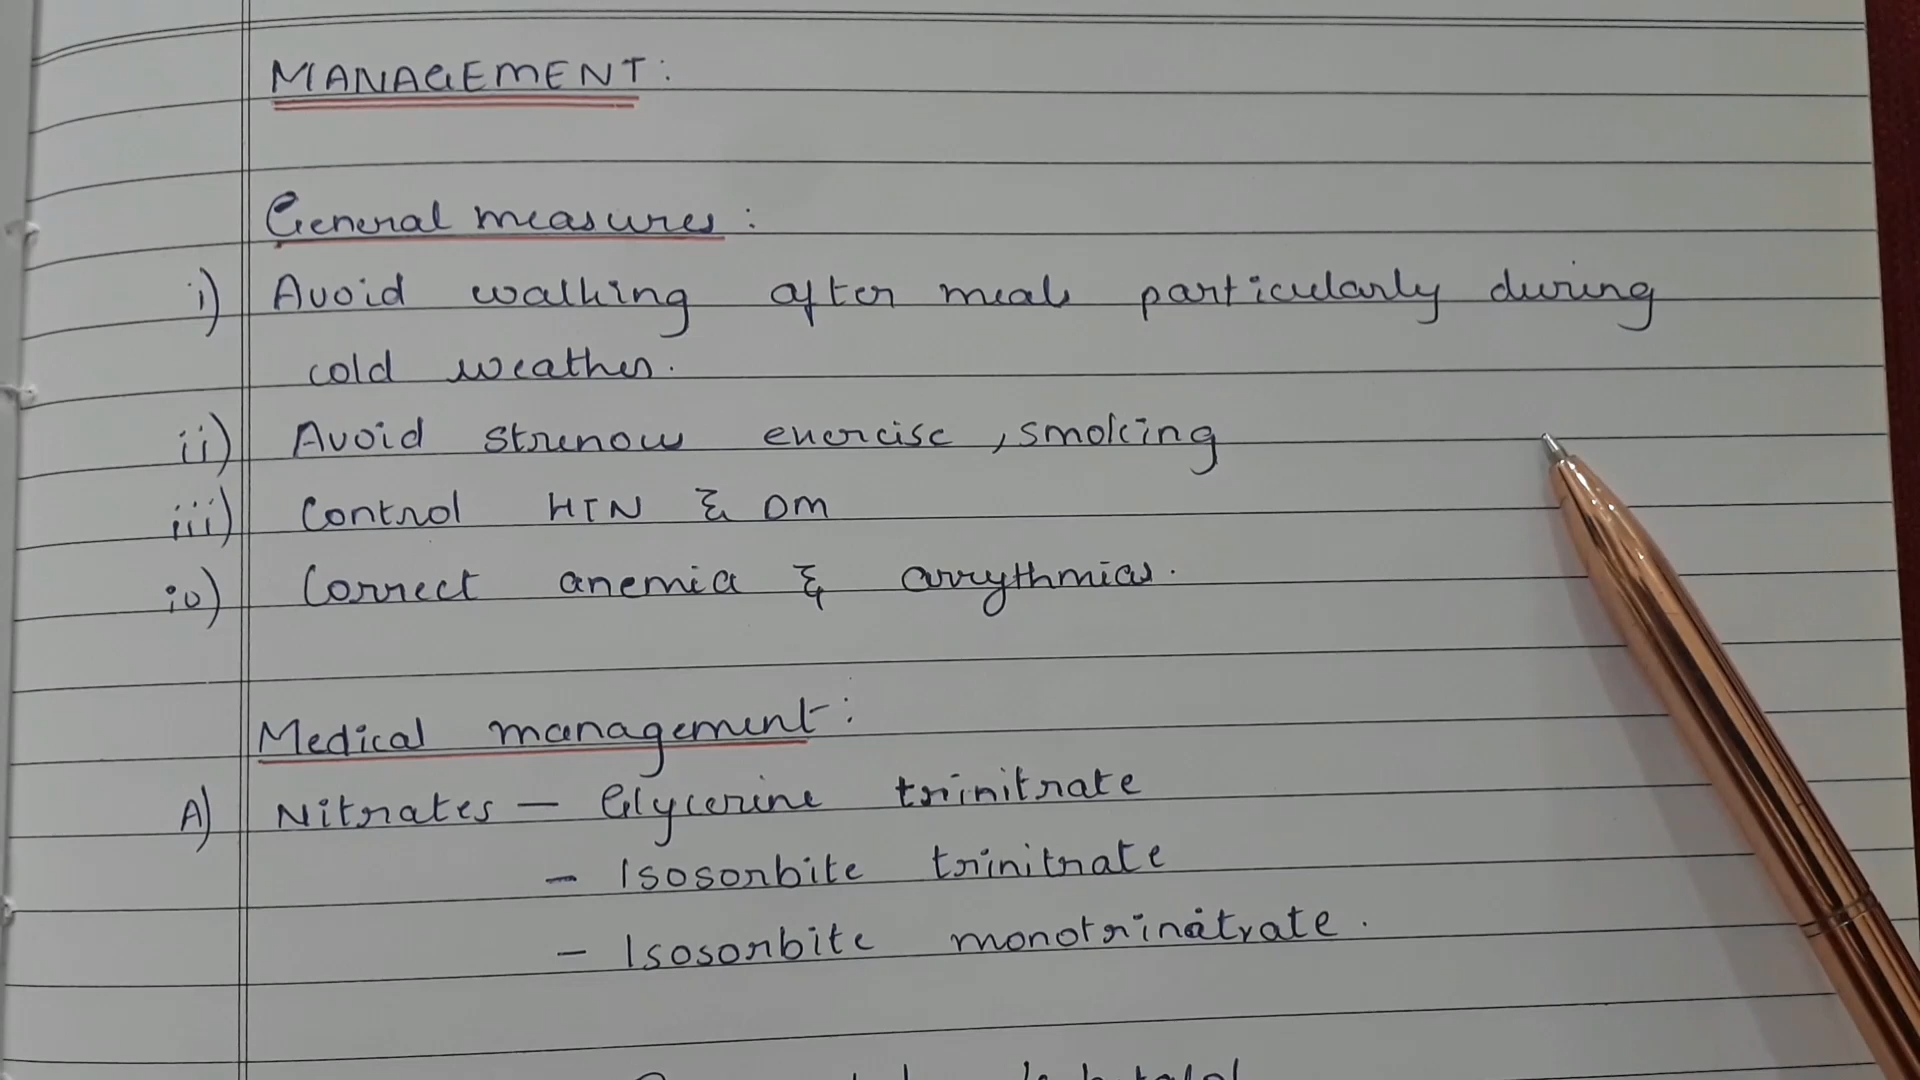 MANAGEMENT:
General measures :
i) Avoid walking after meals particularly during
cold weather.
ii) Avoid strenous exercise , smoking
iii) Control HTN & DM
iv) Correct anemia & arrythmias.
Medical management :
A) Nitrates — Glycerine trinitrate
– Isosorbite trinitrate
– Isosorbite monotrinitrate.